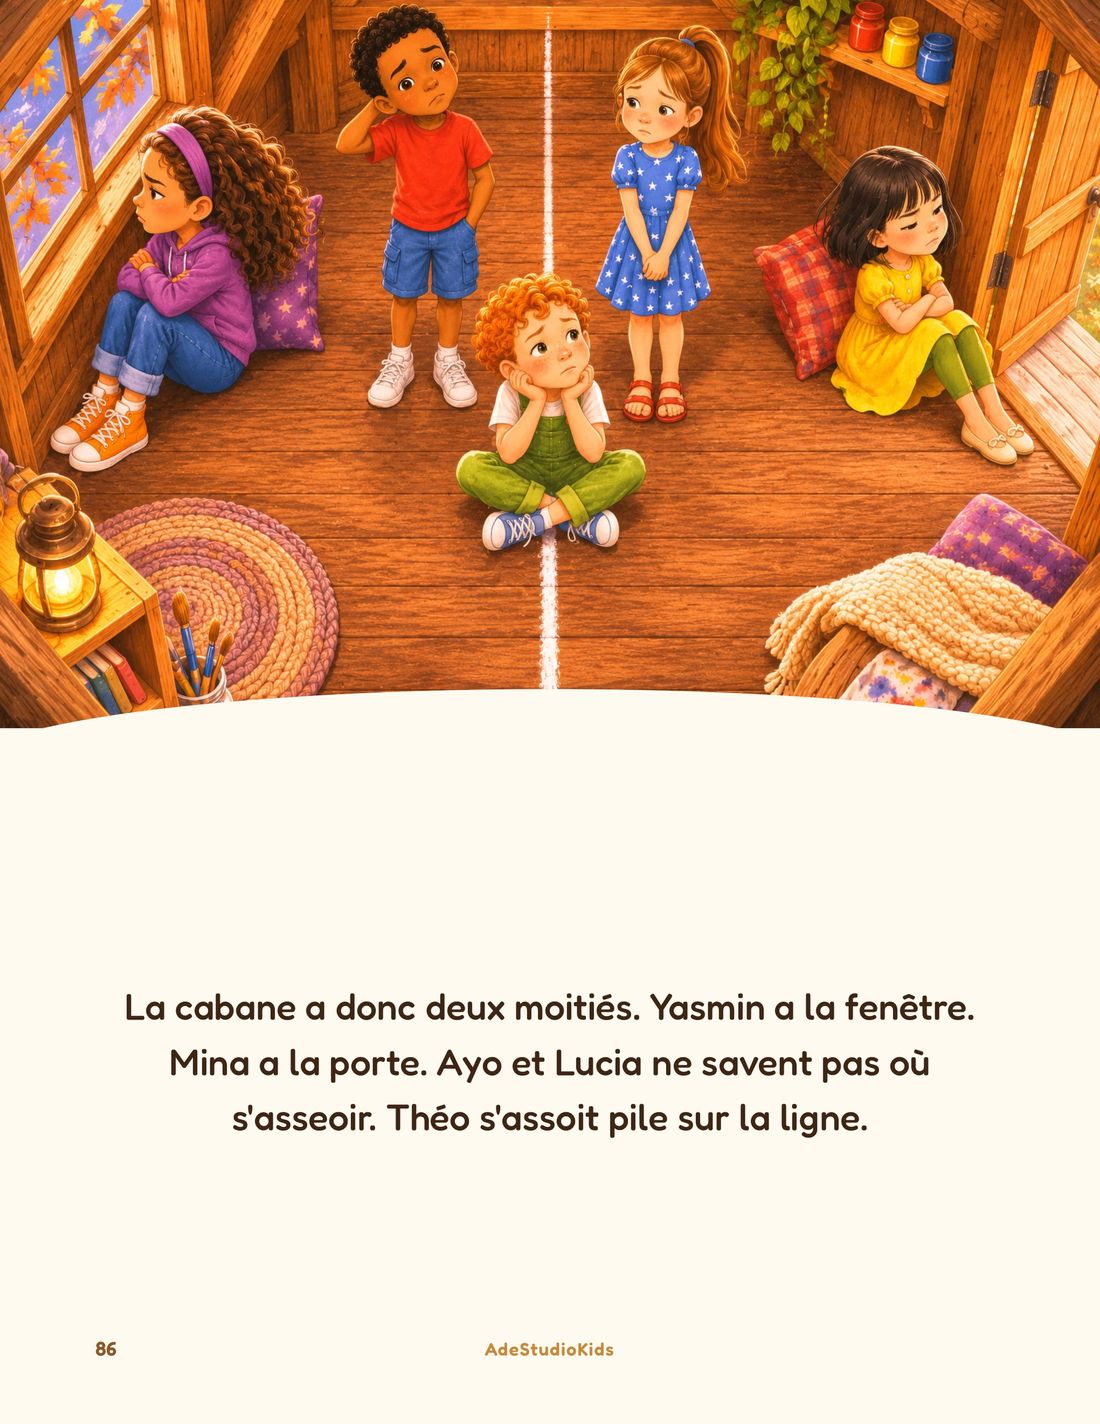 La cabane a donc deux moitiés. Yasmin a la fenêtre.
Mina a la porte. Ayo et Lucia ne savent pas où
s'asseoir. Théo s'assoit pile sur la ligne.
86
AdeStudioKids